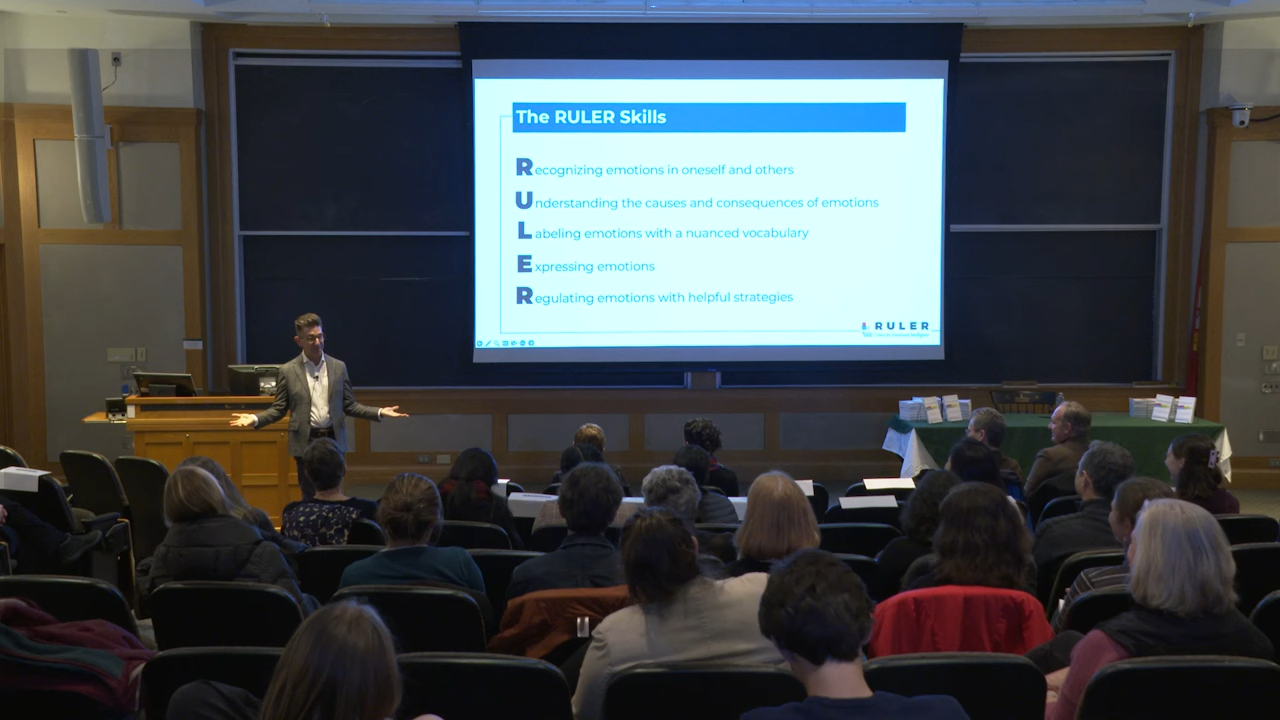 The RULER Skills
Recognizing emotions in oneself and others
Understanding the causes and consequences of emotions
Labeling emotions with a nuanced vocabulary
Expressing emotions
Regulating emotions with helpful strategies
RULER